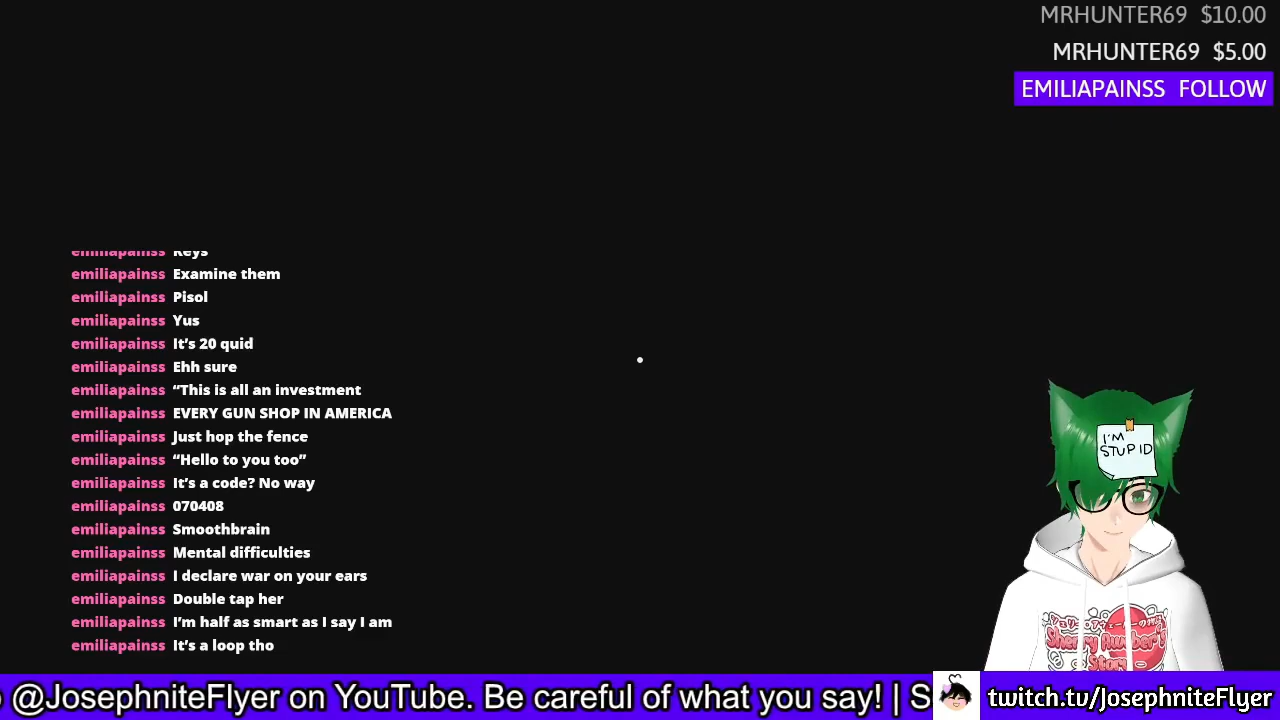 MRHUNTER69 $10.00
MRHUNTER69 $5.00
EMILIAPAINSS FOLLOW
emiliapainss Keys
emiliapainss Examine them
emiliapainss Pisol
emiliapainss Yus
emiliapainss It’s 20 quid
emiliapainss Ehh sure
emiliapainss “This is all an investment
emiliapainss EVERY GUN SHOP IN AMERICA
emiliapainss Just hop the fence
emiliapainss “Hello to you too”
emiliapainss It’s a code? No way
emiliapainss 070408
emiliapainss Smoothbrain
emiliapainss Mental difficulties
emiliapainss I declare war on your ears
emiliapainss Double tap her
emiliapainss I’m half as smart as I say I am
emiliapainss It’s a loop tho
I'M
STUPID
@JosephniteFlyer on YouTube. Be careful of what you say! | S
twitch.tv/JosephniteFlyer